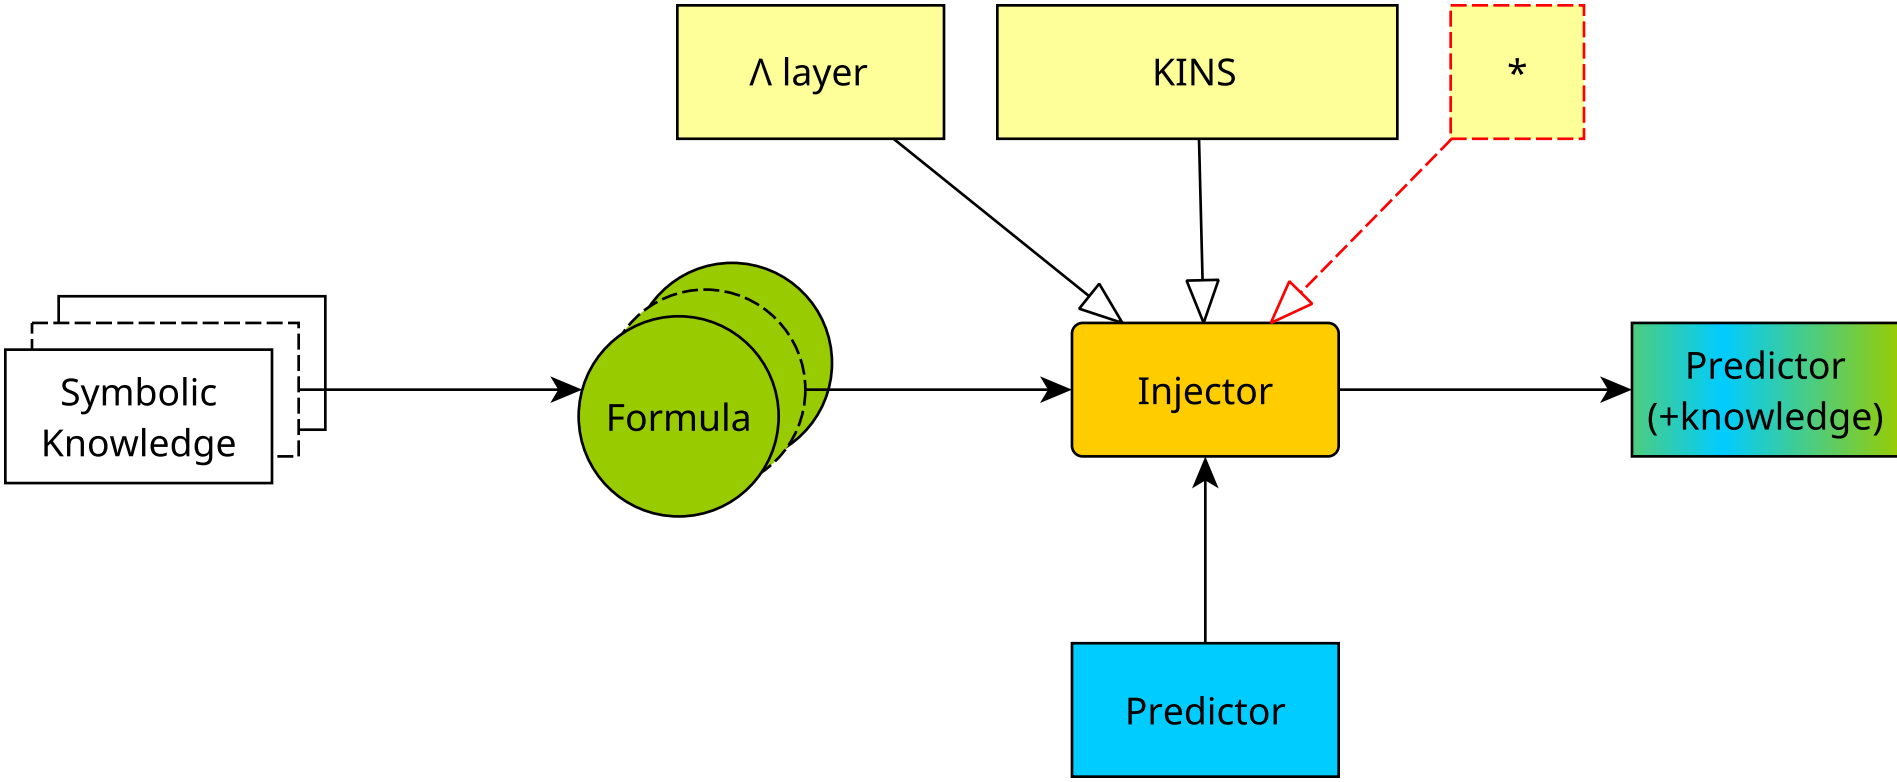 Λ layer
KINS
*
Symbolic
Knowledge
Formula
Injector
Predictor
(+knowledge)
Predictor